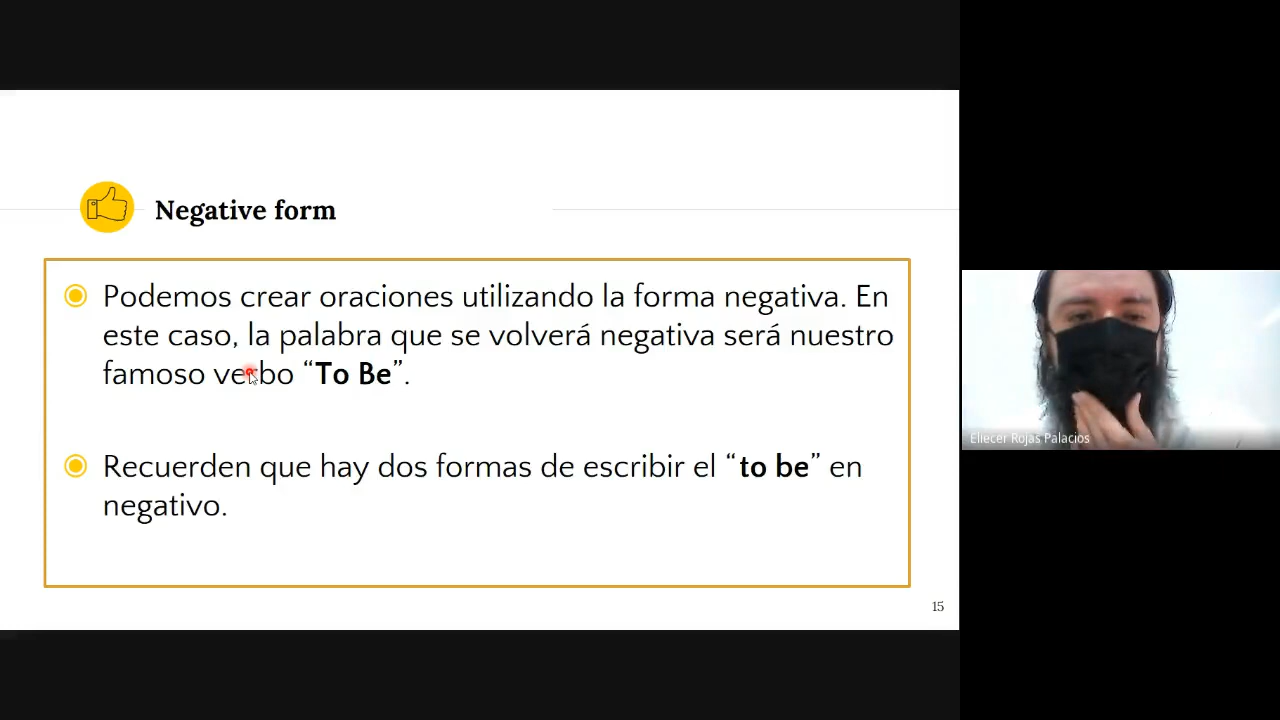 Negative form
Podemos crear oraciones utilizando la forma negativa. En
este caso, la palabra que se volverá negativa será nuestro
famoso verbo “To Be”.
Recuerden que hay dos formas de escribir el “to be” en
negativo.
15
Eliecer Rojas Palacios